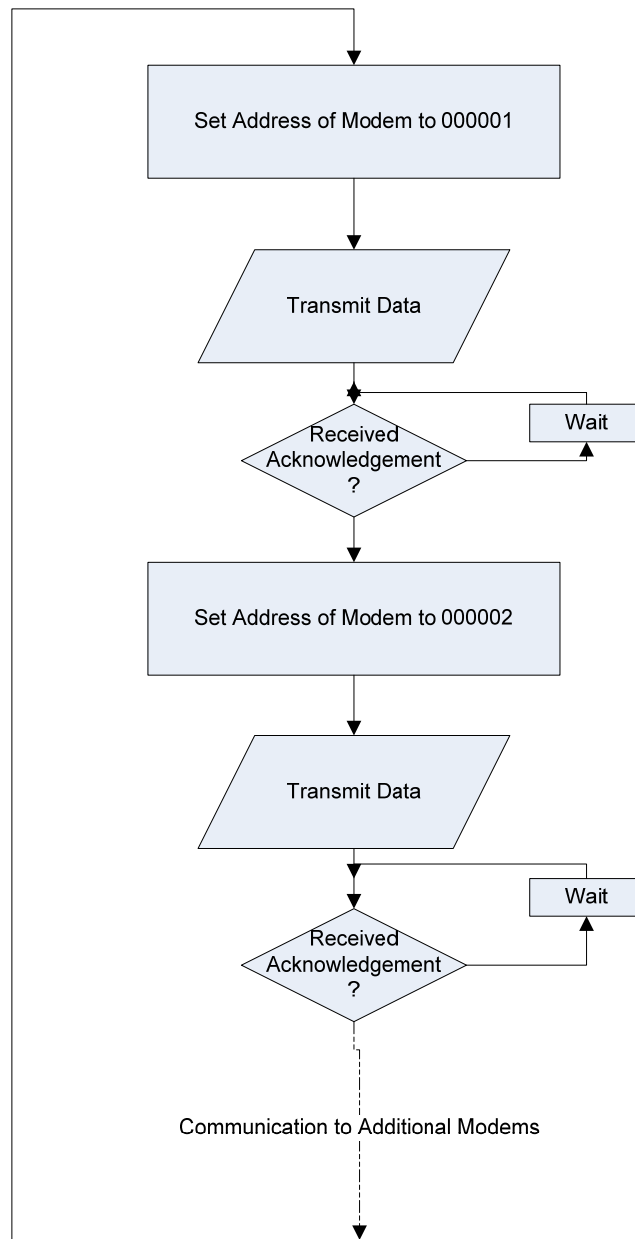 Set Address of Modem to 000001
Transmit Data
Received
Acknowledgement
?
Wait
Set Address of Modem to 000002
Transmit Data
Received
Acknowledgement
?
Wait
Communication to Additional Modems